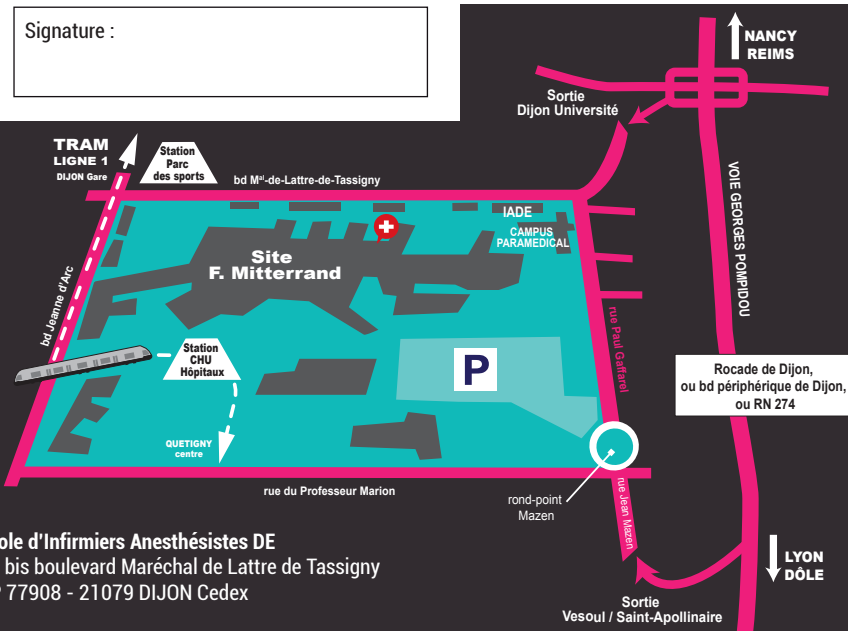 Signature :
NANCY
REIMS
Sortie
Dijon Université
TRAM
LIGNE 1
DIJON Gare
Station
Parc
des sports
bd Mal-de-Lattre-de-Tassigny
IADE
CAMPUS
PARAMEDICAL
Site
F. Mitterrand
VOIE GEORGES POMPIDOU
bd Jeanne d'Arc
rue Paul Gaffarel
Station
CHU
Hôpitaux
P
Rocade de Dijon,
ou bd périphérique de Dijon,
ou RN 274
QUETIGNY
centre
rue du Professeur Marion
rond-point
Mazen
rue Jean Mazen
ole d'Infirmiers Anesthésistes DE
bis boulevard Maréchal de Lattre de Tassigny
77908 - 21079 DIJON Cedex
LYON
DÔLE
Sortie
Vesoul / Saint-Apollinaire